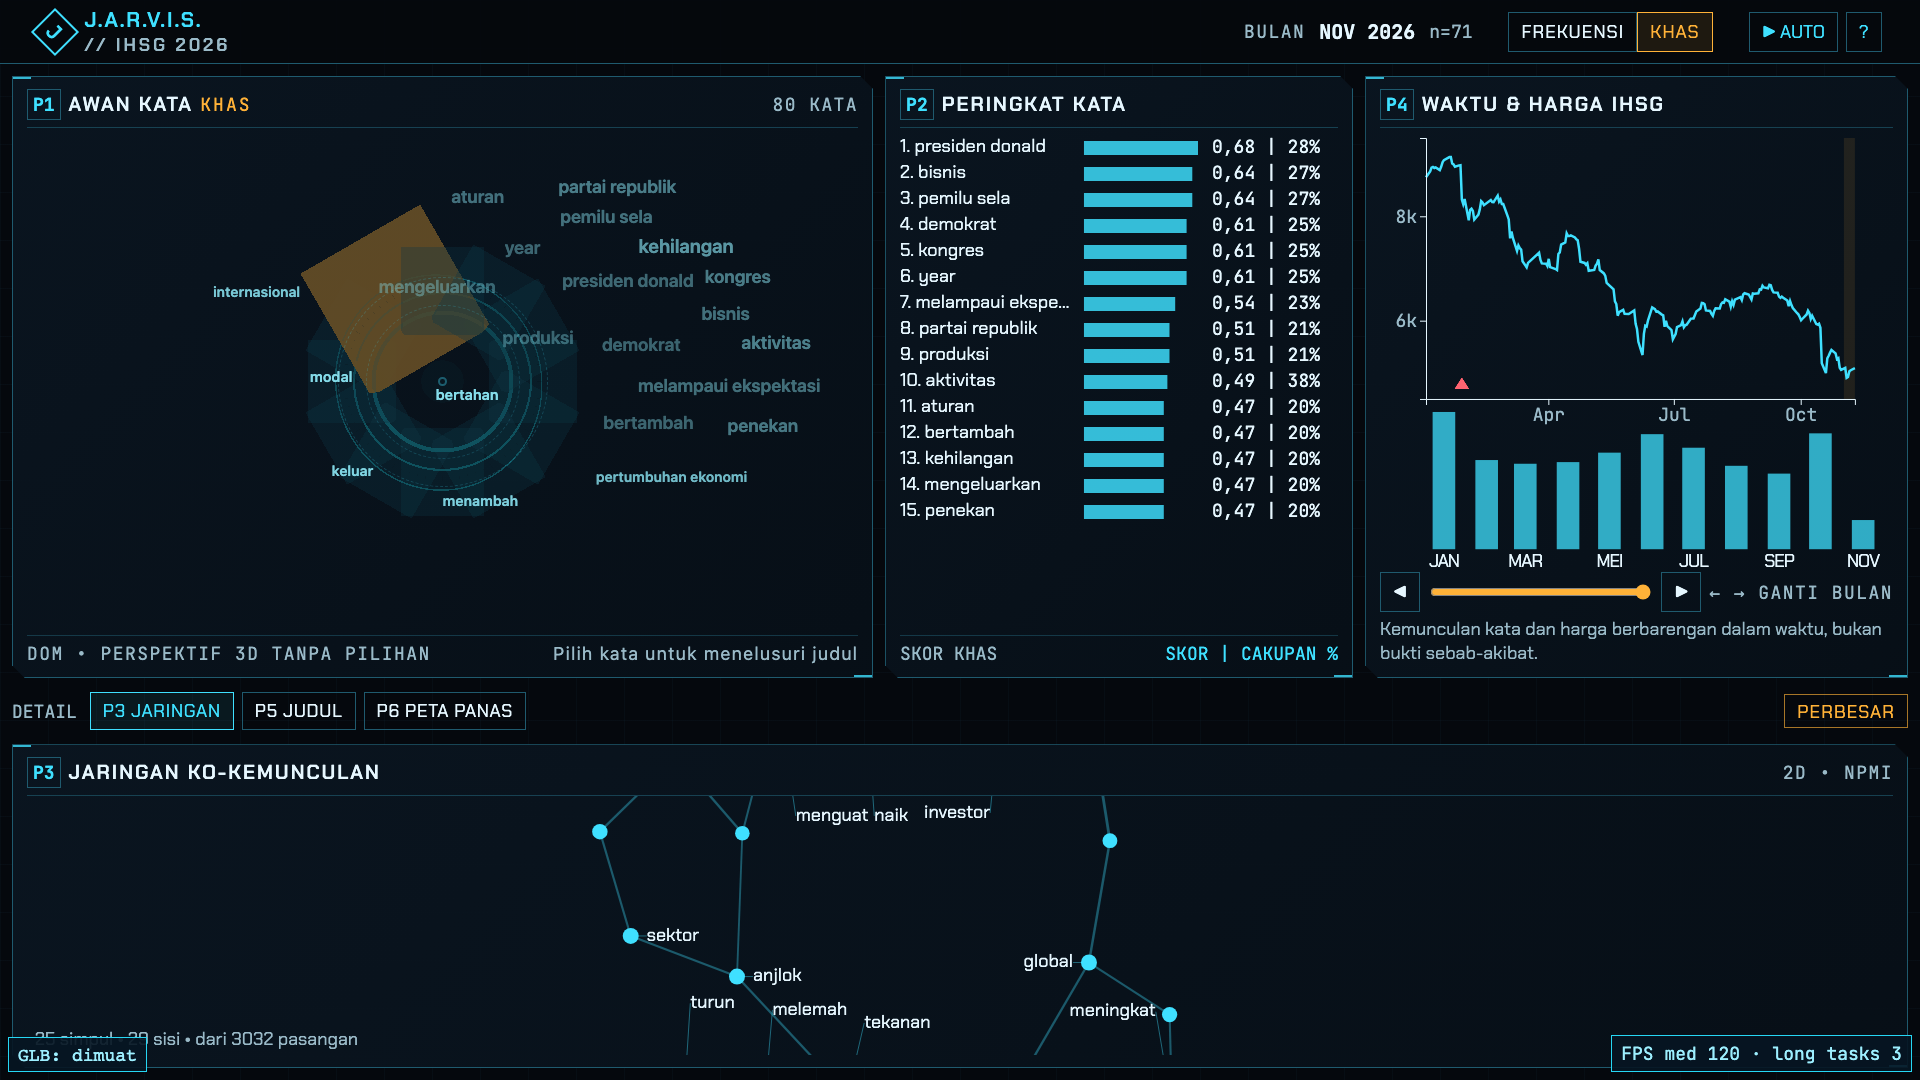 J.A.R.V.I.S.
// IHSG 2026
BULAN NOV 2026 n=71
FREKUENSI KHAS
AUTO
?
P1 AWAN KATA KHAS
80 KATA
aturan
partai republik
pemilu sela
year
kehilangan
internasional
mengeluarkan
presiden donald
kongres
bisnis
produksi
demokrat
aktivitas
modal
bertahan
melampaui ekspektasi
bertambah
penekan
keluar
pertumbuhan ekonomi
menambah
DOM • PERSPEKTIF 3D TANPA PILIHAN
Pilih kata untuk menelusuri judul
P2 PERINGKAT KATA
1. presiden donald 0,68 | 28%
2. bisnis 0,64 | 27%
3. pemilu sela 0,64 | 27%
4. demokrat 0,61 | 25%
5. kongres 0,61 | 25%
6. year 0,61 | 25%
7. melampaui ekspe... 0,54 | 23%
8. partai republik 0,51 | 21%
9. produksi 0,51 | 21%
10. aktivitas 0,49 | 38%
11. aturan 0,47 | 20%
12. bertambah 0,47 | 20%
13. kehilangan 0,47 | 20%
14. mengeluarkan 0,47 | 20%
15. penekan 0,47 | 20%
SKOR KHAS
SKOR | CAKUPAN %
P4 WAKTU & HARGA IHSG
8k
6k
Apr Jul Oct
JAN MAR MEI JUL SEP NOV
← → GANTI BULAN
Kemunculan kata dan harga berbarengan dalam waktu, bukan
bukti sebab-akibat.
DETAIL P3 JARINGAN P5 JUDUL P6 PETA PANAS
PERBESAR
P3 JARINGAN KO-KEMUNCULAN
2D • NPMI
menguat naik investor
sektor
anjlok
global
turun
melemah
meningkat
tekanan
25 simpul • 29 sisi • dari 3032 pasangan
GLB: dimuat
FPS med 120 · long tasks 3